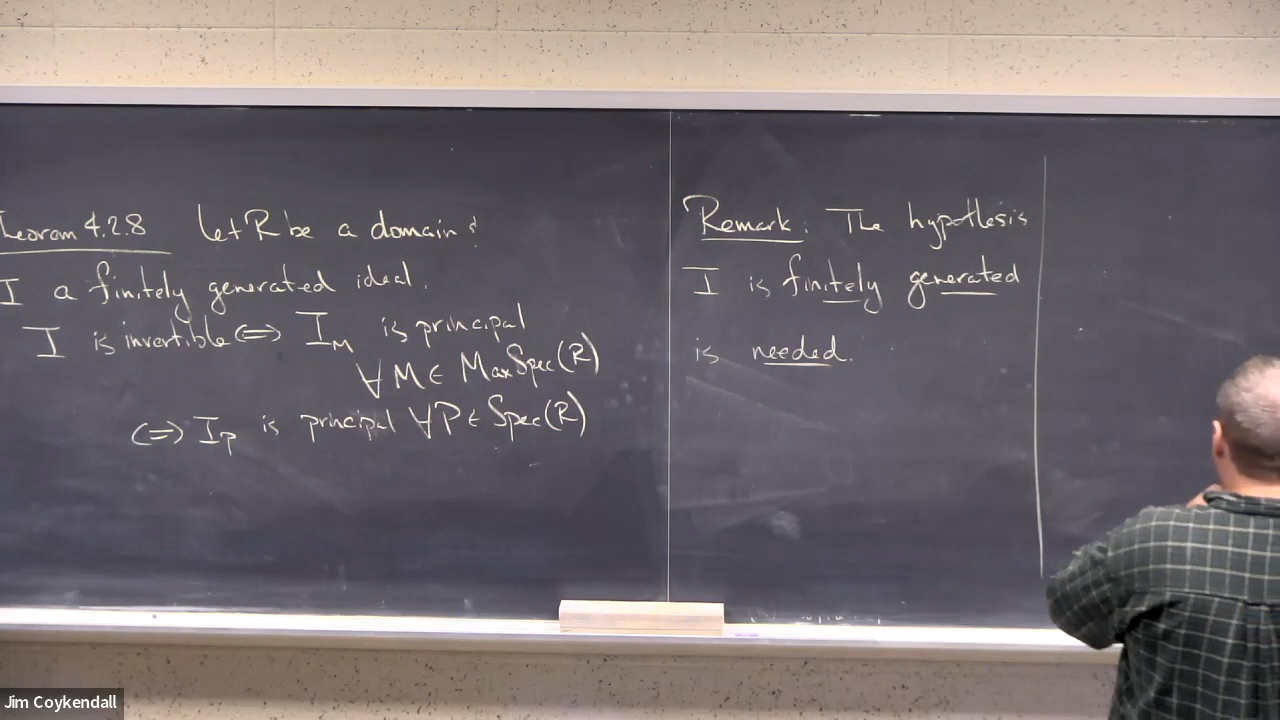 Theorem 4.2.8 Let R be a domain &
I a finitely generated ideal.
I is invertible ⟺ I_M is principal
∀ M ∈ MaxSpec(R)
⟺ I_P is principal ∀P ∈ Spec(R)
Remark: The hypothesis
I is finitely generated
is needed.
Jim Coykendall